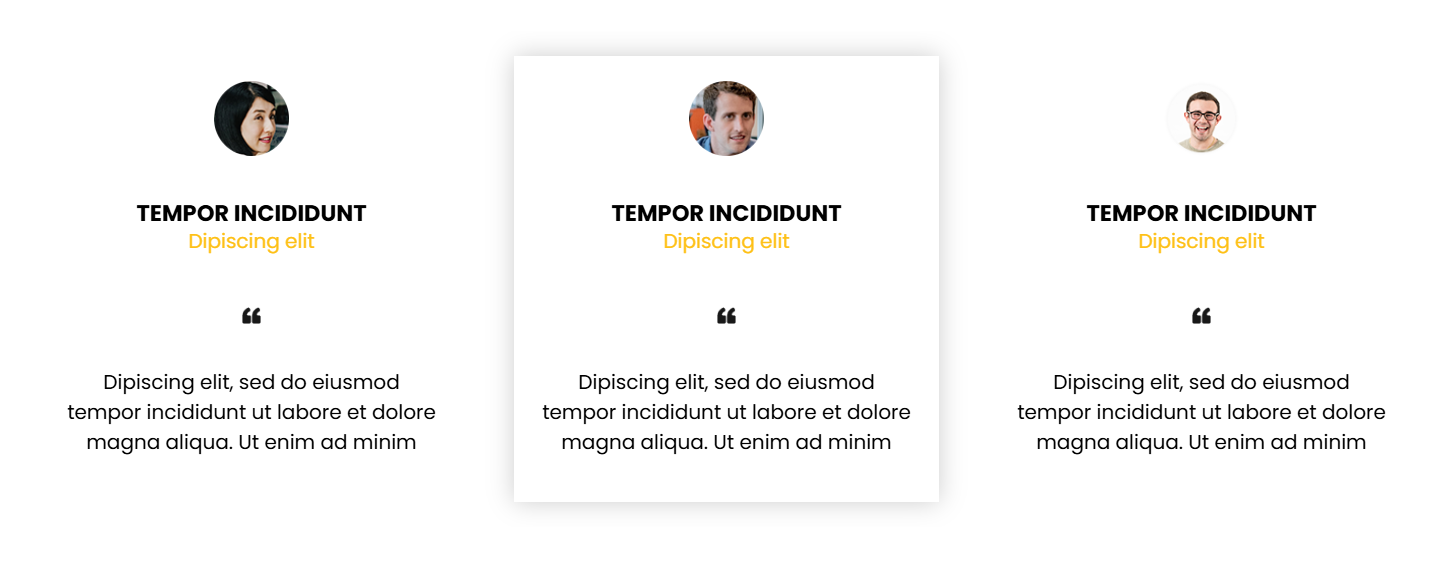 TEMPOR INCIDIDUNT
Dipiscing elit
❝
Dipiscing elit, sed do eiusmod
tempor incididunt ut labore et dolore
magna aliqua. Ut enim ad minim
TEMPOR INCIDIDUNT
Dipiscing elit
❝
Dipiscing elit, sed do eiusmod
tempor incididunt ut labore et dolore
magna aliqua. Ut enim ad minim
TEMPOR INCIDIDUNT
Dipiscing elit
❝
Dipiscing elit, sed do eiusmod
tempor incididunt ut labore et dolore
magna aliqua. Ut enim ad minim